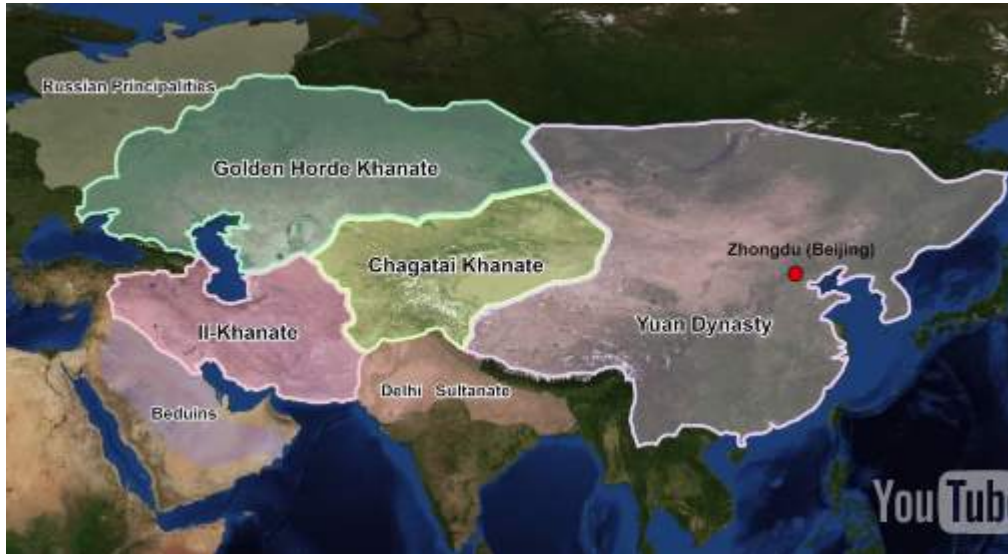 Russian Principalities
Golden Horde Khanate
Zhongdu (Beijing)
Chagatai Khanate
Il-Khanate
Yuan Dynasty
Delhi Sultanate
Beduins
YouTub